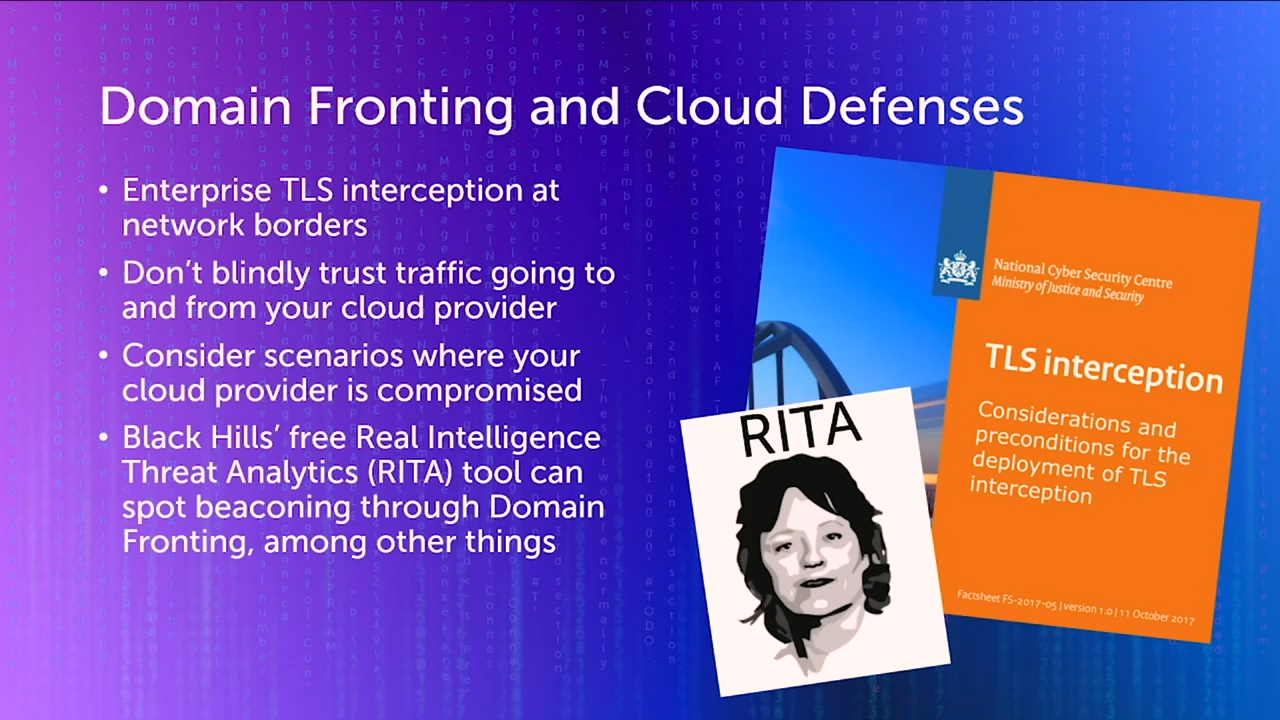 Domain Fronting and Cloud Defenses
• Enterprise TLS interception at
network borders
• Don’t blindly trust traffic going to
and from your cloud provider
• Consider scenarios where your
cloud provider is compromised
• Black Hills’ free Real Intelligence
Threat Analytics (RITA) tool can
spot beaconing through Domain
Fronting, among other things
National Cyber Security Centre
Ministry of Justice and Security
TLS interception
Considerations and
preconditions for the
deployment of TLS
interception
Factsheet FS-2017-05 | version 1.0 | 11 October 2017
RITA